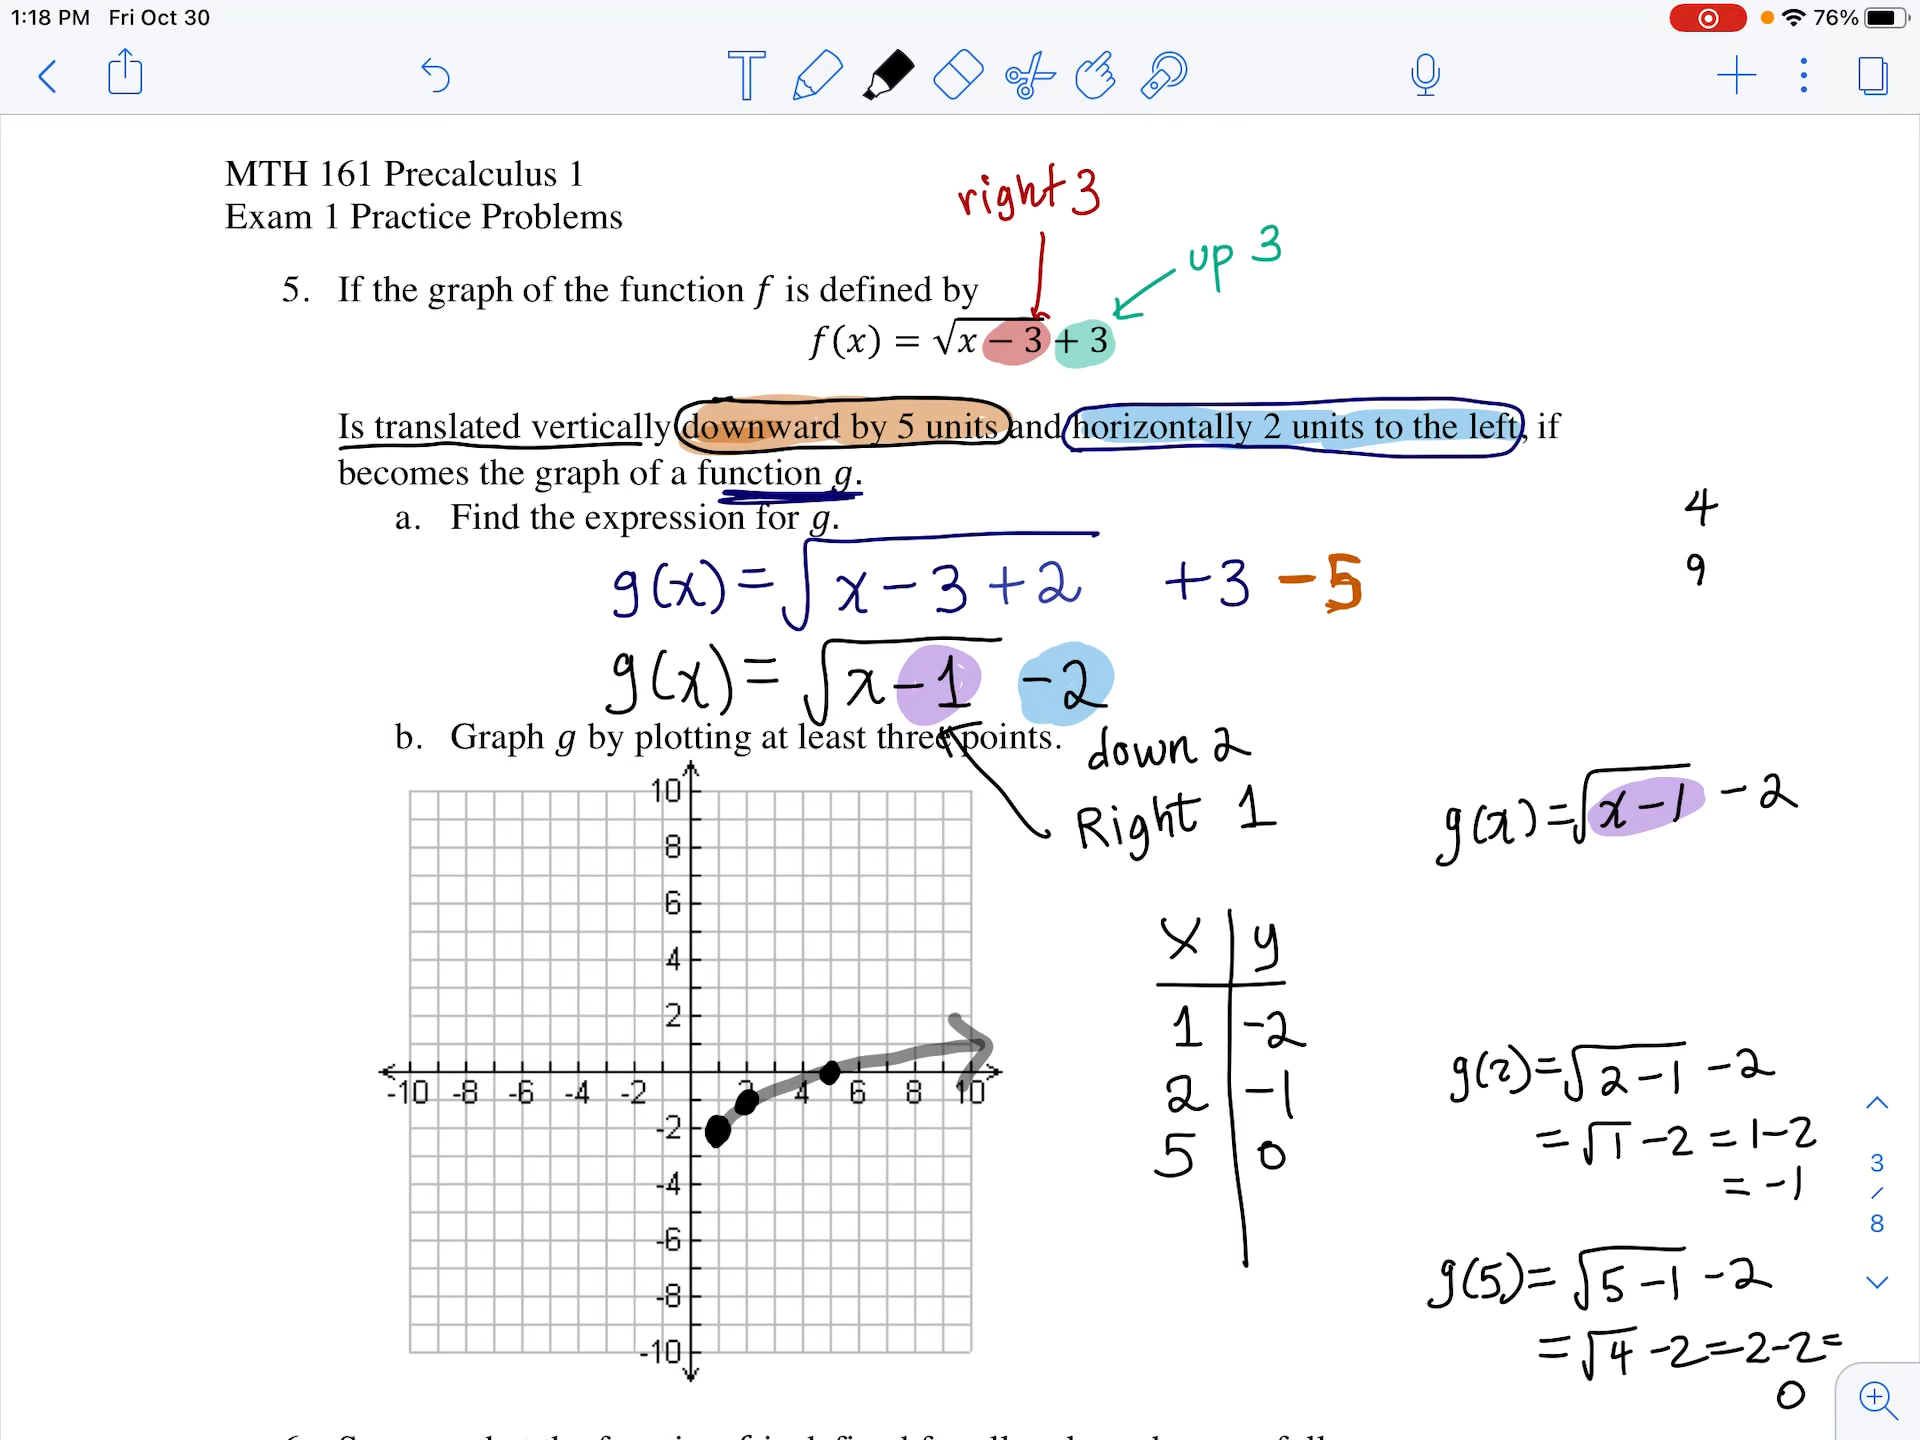 1:18 PM Fri Oct 30
76%
T
MTH 161 Precalculus 1
Exam 1 Practice Problems
right 3
up 3
5. If the graph of the function f is defined by
f(x) = √x − 3 + 3
Is translated vertically downward by 5 units and horizontally 2 units to the left, if
becomes the graph of a function g.
a. Find the expression for g.
4
9
g(x) = √x − 3 + 2 + 3 − 5
g(x) = √x − 1 − 2
b. Graph g by plotting at least three points.
down 2
Right 1
g(x) = √x − 1 − 2
10
8
6
4
2
-10 -8 -6 -4 -2 2 4 6 8 10
-2
-4
-6
-8
-10
x y
1 -2
2 -1
5 0
g(2) = √2 − 1 − 2
= √1 − 2 = 1 − 2
= −1
g(5) = √5 − 1 − 2
= √4 − 2 = 2 − 2 =
0
3
/
8